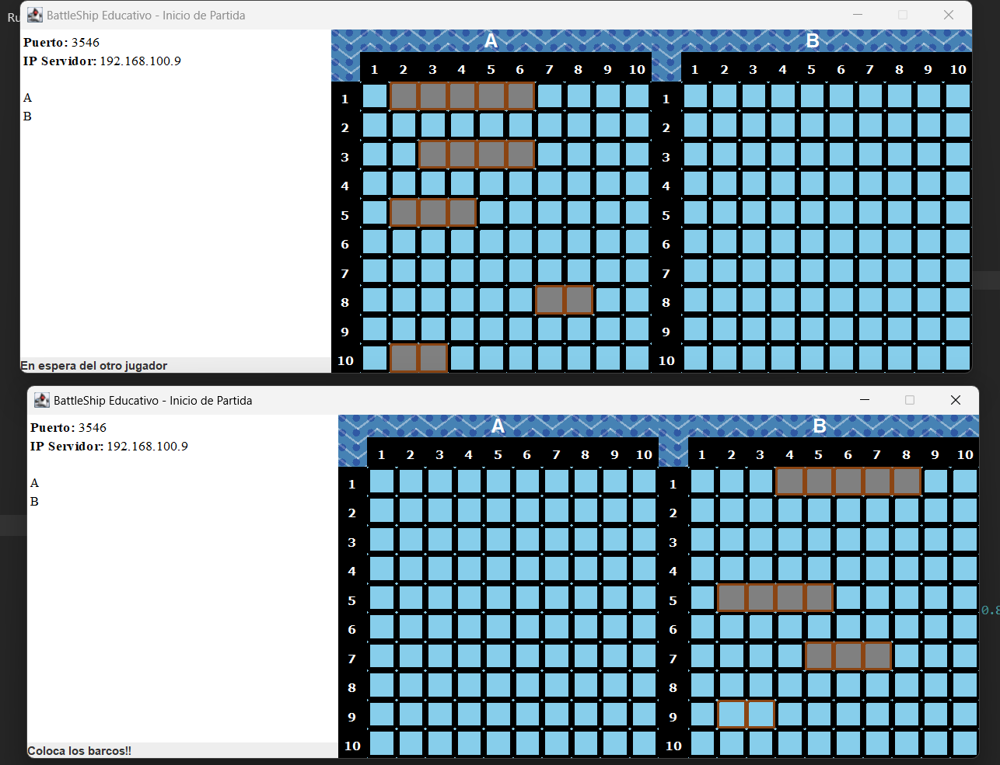 Ru
BattleShip Educativo - Inicio de Partida
Puerto: 3546
IP Servidor: 192.168.100.9
A
B
En espera del otro jugador
A
1 2 3 4 5 6 7 8 9 10
1
2
3
4
5
6
7
8
9
10
B
1 2 3 4 5 6 7 8 9 10
1
2
3
4
5
6
7
8
9
10
BattleShip Educativo - Inicio de Partida
Puerto: 3546
IP Servidor: 192.168.100.9
A
B
Coloca los barcos!!
A
1 2 3 4 5 6 7 8 9 10
1
2
3
4
5
6
7
8
9
10
B
1 2 3 4 5 6 7 8 9 10
1
2
3
4
5
6
7
8
9
10
0.8